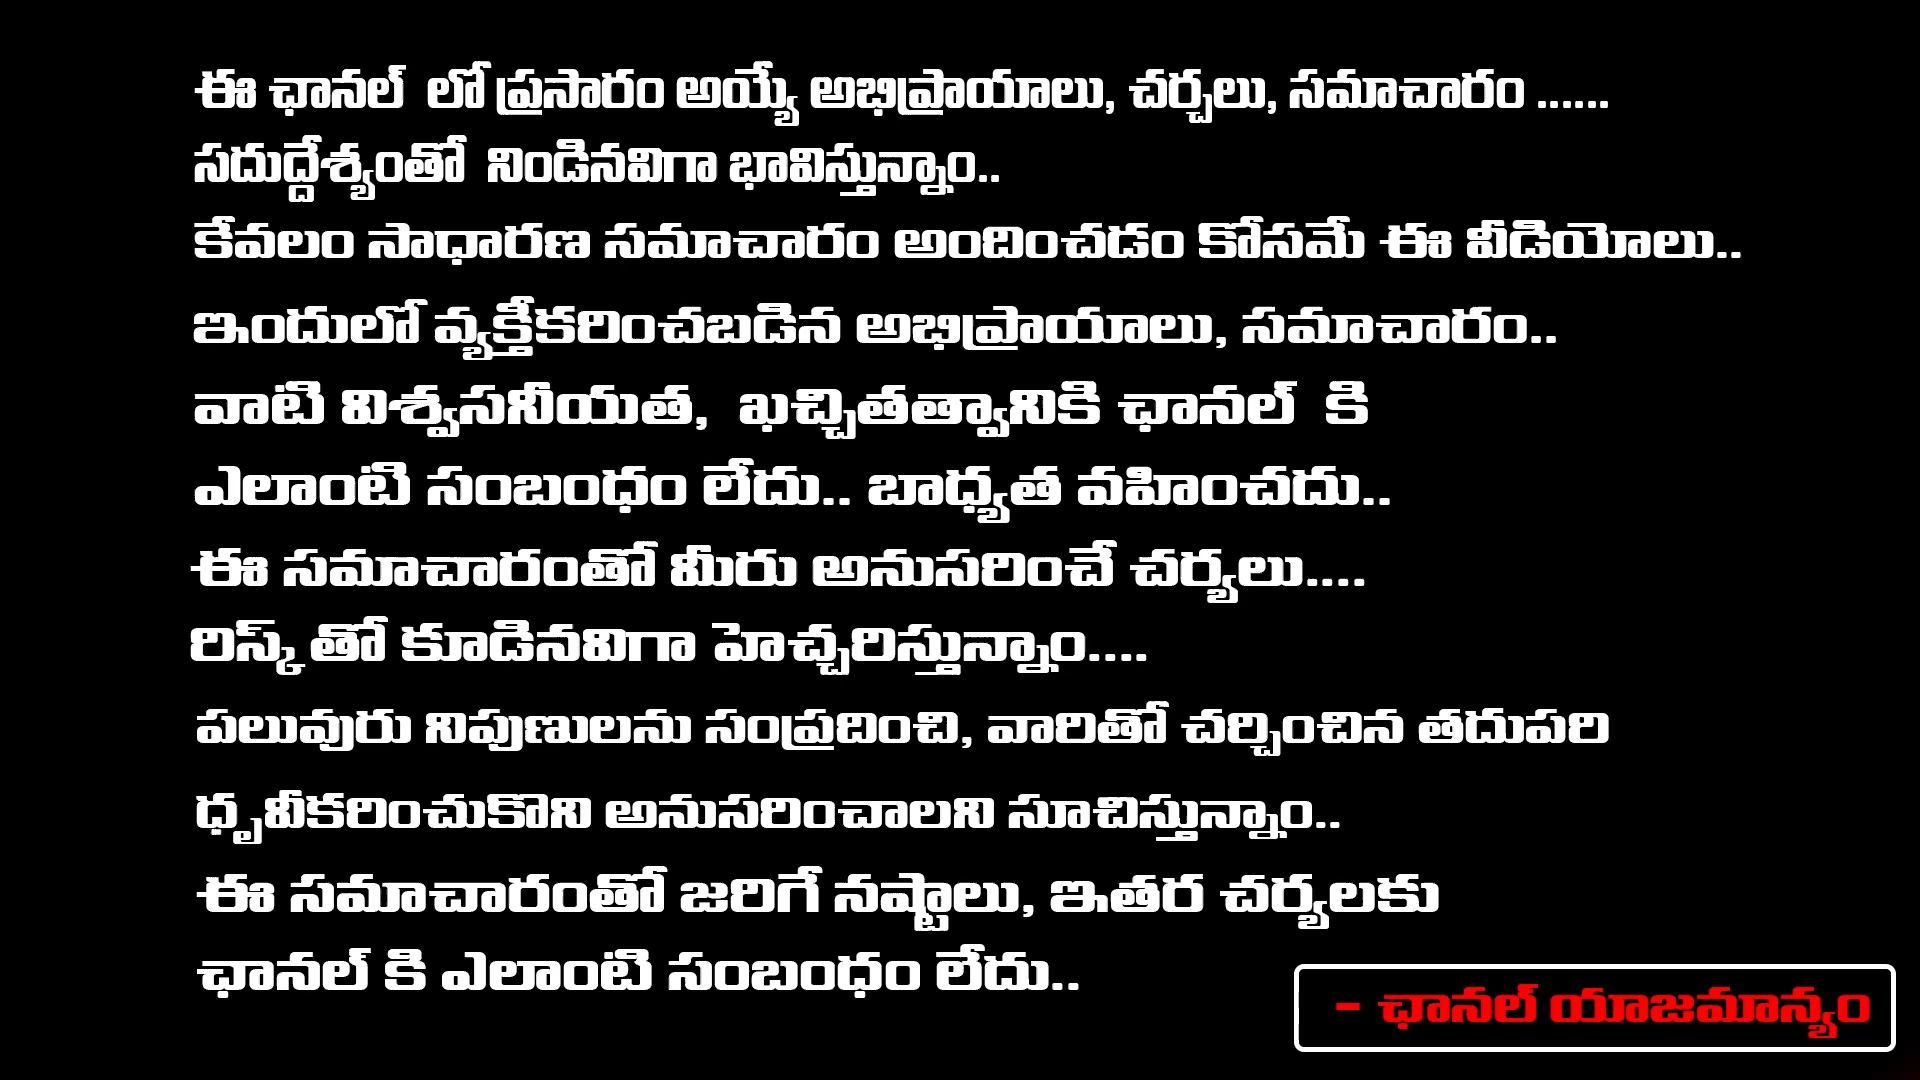 ఈ ఛానల్ లో ప్రసారం అయ్యే అభిప్రాయాలు, చర్చలు, సమాచారం ......
సదుద్దేశ్యంతో నిండినవిగా భావిస్తున్నాం..
కేవలం సాధారణ సమాచారం అందించడం కోసమే ఈ వీడియోలు..
ఇందులో వ్యక్తీకరించబడిన అభిప్రాయాలు, సమాచారం..
వాటి విశ్వసనీయత, ఖచ్చితత్వానికి ఛానల్ కి
ఎలాంటి సంబంధం లేదు.. బాధ్యత వహించదు..
ఈ సమాచారంతో మీరు అనుసరించే చర్యలు....
రిస్క్ తో కూడినవిగా హెచ్చరిస్తున్నాం....
పలువురు నిపుణులను సంప్రదించి, వారితో చర్చించిన తదుపరి
ధృవీకరించుకొని అనుసరించాలని సూచిస్తున్నాం..
ఈ సమాచారంతో జరిగే నష్టాలు, ఇతర చర్యలకు
ఛానల్ కి ఎలాంటి సంబంధం లేదు..
- ఛానల్ యాజమాన్యం